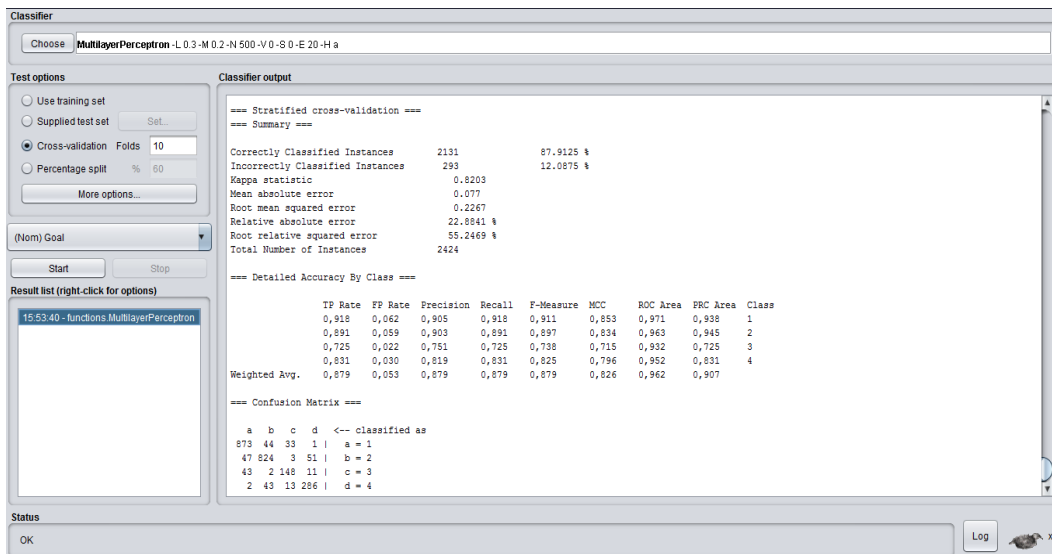 Classifier
Choose MultilayerPerceptron -L 0.3 -M 0.2 -N 500 -V 0 -S 0 -E 20 -H a
Test options
Use training set
Supplied test set Set...
Cross-validation Folds 10
Percentage split % 60
More options...
(Nom) Goal
Start Stop
Result list (right-click for options)
15:53:40 - functions.MultilayerPerceptron
Classifier output
=== Stratified cross-validation ===
=== Summary ===
Correctly Classified Instances 2131 87.9125 %
Incorrectly Classified Instances 293 12.0875 %
Kappa statistic 0.8203
Mean absolute error 0.077
Root mean squared error 0.2267
Relative absolute error 22.8841 %
Root relative squared error 55.2469 %
Total Number of Instances 2424
=== Detailed Accuracy By Class ===
TP Rate FP Rate Precision Recall F-Measure MCC ROC Area PRC Area Class
0,918 0,062 0,905 0,918 0,911 0,853 0,971 0,938 1
0,891 0,059 0,903 0,891 0,897 0,834 0,963 0,945 2
0,725 0,022 0,751 0,725 0,738 0,715 0,932 0,725 3
0,831 0,030 0,819 0,831 0,825 0,796 0,952 0,831 4
Weighted Avg. 0,879 0,053 0,879 0,879 0,879 0,826 0,962 0,907
=== Confusion Matrix ===
a b c d <-- classified as
873 44 33 1 | a = 1
47 824 3 51 | b = 2
43 2 148 11 | c = 3
2 43 13 286 | d = 4
Status
OK
Log
x